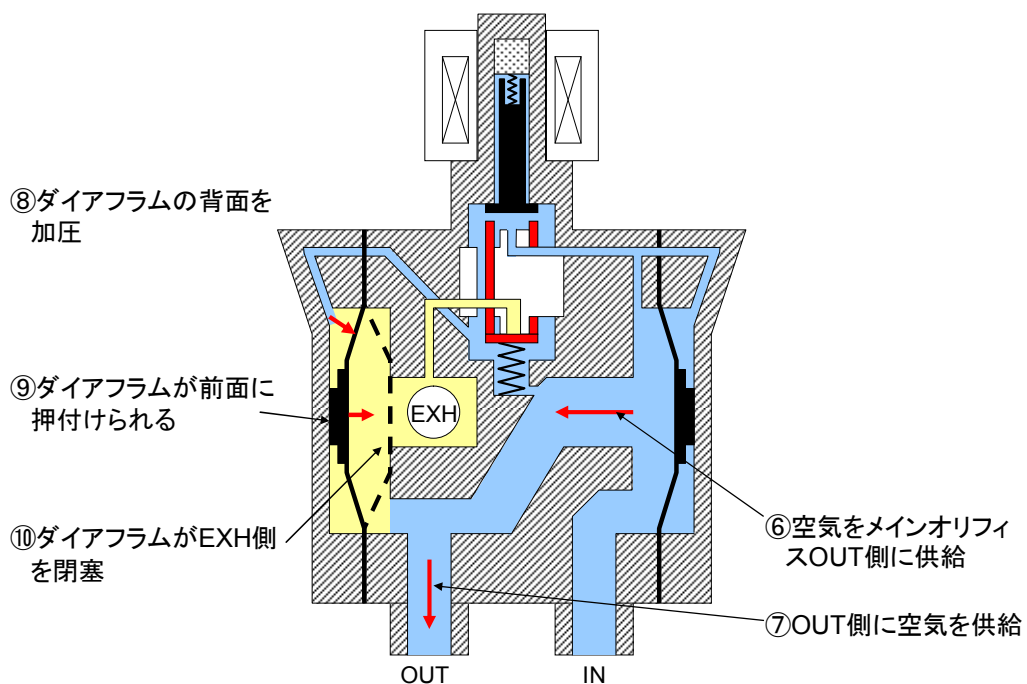 ⑧ダイアフラムの背面を
加圧
⑨ダイアフラムが前面に
押付けられる
EXH
⑩ダイアフラムがEXH側
を閉塞
⑥空気をメインオリフィ
スOUT側に供給
⑦OUT側に空気を供給
OUT
IN